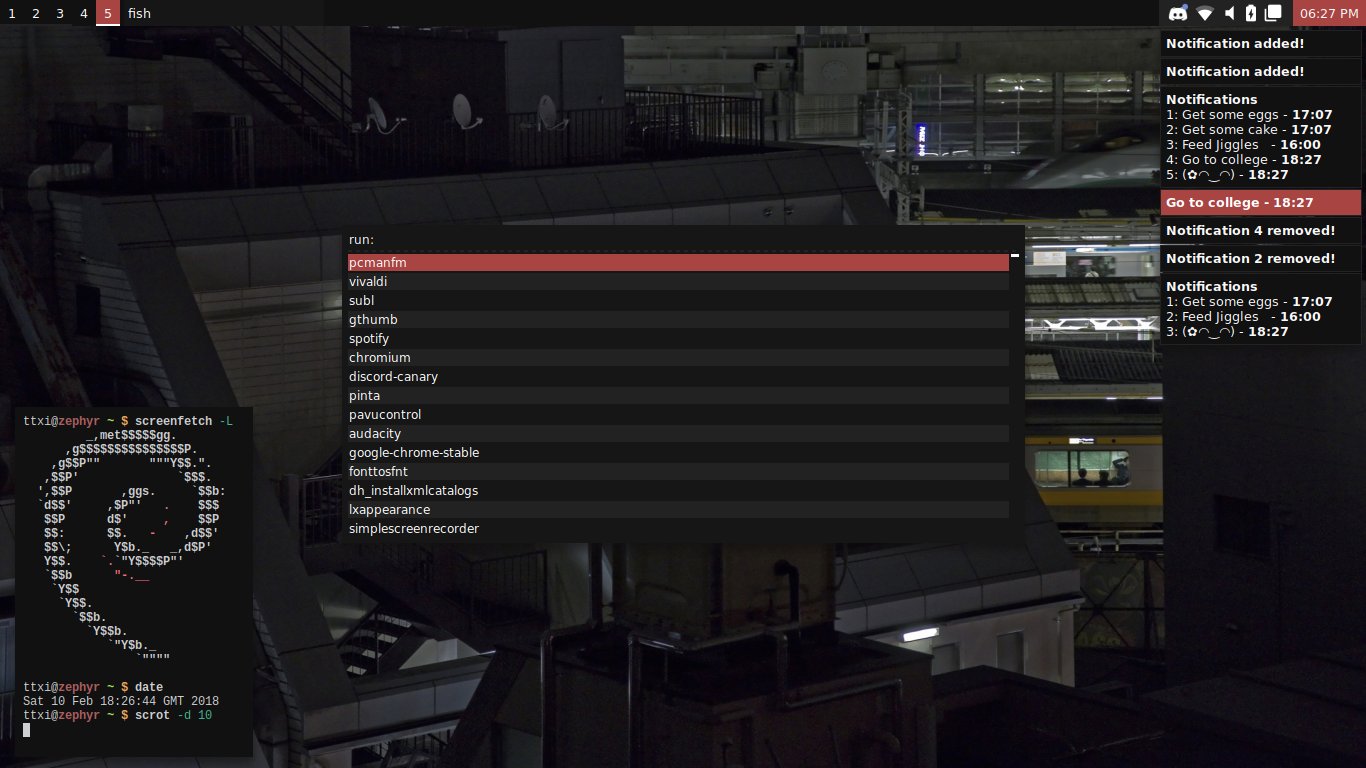 1 2 3 4 5 fish
06:27 PM
Notification added!
Notification added!
Notifications
1: Get some eggs - 17:07
2: Get some cake - 17:07
3: Feed Jiggles - 16:00
4: Go to college - 18:27
5: (✿◠‿◠) - 18:27
Go to college - 18:27
Notification 4 removed!
Notification 2 removed!
Notifications
1: Get some eggs - 17:07
2: Feed Jiggles - 16:00
3: (✿◠‿◠) - 18:27
run:
pcmanfm
vivaldi
subl
gthumb
spotify
chromium
discord-canary
pinta
pavucontrol
audacity
google-chrome-stable
fonttosfnt
dh_installxmlcatalogs
lxappearance
simplescreenrecorder
ttxi@zephyr ~ $ screenfetch -L
_,met$$$$$gg.
,g$$$$$$$$$$$$$$$P.
,g$$P""       """Y$$.".
,$$P'              `$$$.
',$$P       ,ggs.     `$$b:
`d$$'     ,$P"'   .    $$$
$$P      d$'     ,    $$P
$$:      $$.   -    ,d$$'
$$\;      Y$b._   _,d$P'
Y$$.    `.`"Y$$$$P"'
`$$b      "-.__
`Y$$
`Y$$.
`$$b.
`Y$$b.
`"Y$b._
`""""
ttxi@zephyr ~ $ date
Sat 10 Feb 18:26:44 GMT 2018
ttxi@zephyr ~ $ scrot -d 10